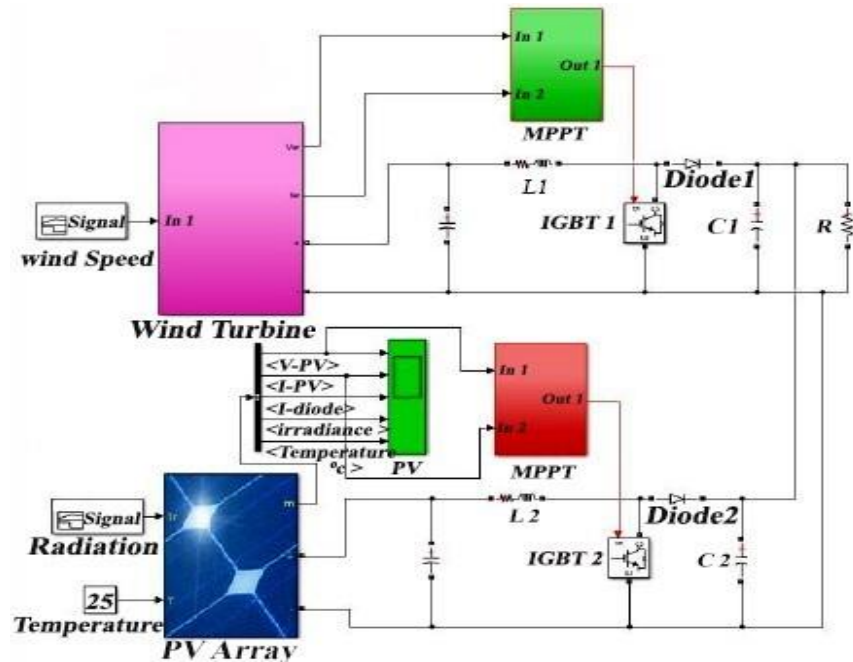 In 1
Out 1
In 2
MPPT
Signal
wind Speed
In 1
Wind Turbine
L1
Diode1
IGBT 1
g
C
E
C1
R
<V-PV>
<I-PV>
<I-diode>
<irradiance >
<Temperature
°c >
PV
In 1
Out 1
In 2
MPPT
Signal
Radiation
25
Temperature
m
PV Array
L 2
Diode2
IGBT 2
C 2